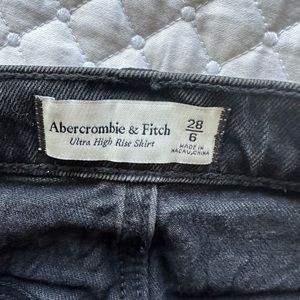 Abercrombie & Fitch
Ultra High Rise Skirt
28
6
MADE IN
MACAU, CHINA